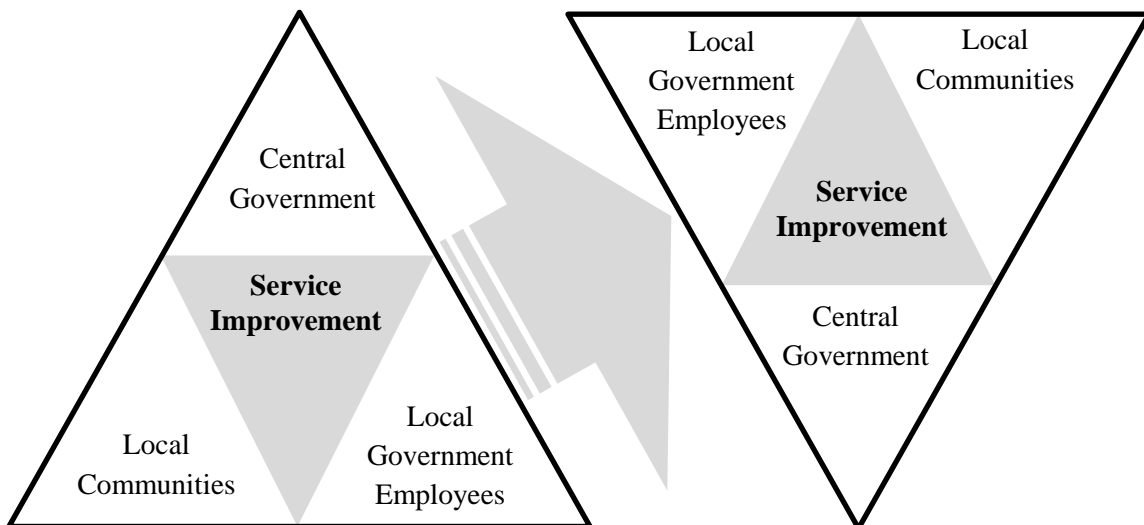 Central
Government
Service
Improvement
Local
Communities
Local
Government
Employees
Local
Government
Employees
Local
Communities
Service
Improvement
Central
Government